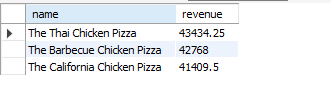 name revenue
The Thai Chicken Pizza 43434.25
The Barbecue Chicken Pizza 42768
The California Chicken Pizza 41409.5